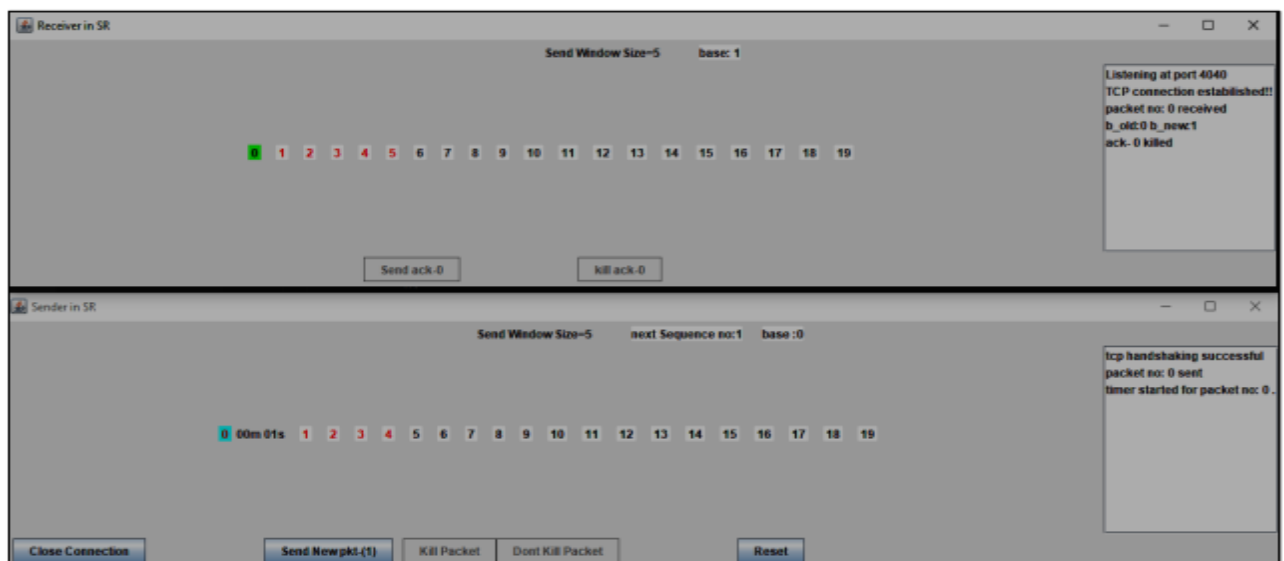 Receiver in SR
Send Window Size=5 base: 1
Listening at port 4040
TCP connection estabilished!!
packet no: 0 received
b_old:0 b_new:1
ack- 0 killed
0 1 2 3 4 5 6 7 8 9 10 11 12 13 14 15 16 17 18 19
Send ack-0 kill ack-0
Sender in SR
Send Window Size=5 next Sequence no:1 base :0
tcp handshaking successful
packet no: 0 sent
timer started for packet no: 0 .
0 00m 01s 1 2 3 4 5 6 7 8 9 10 11 12 13 14 15 16 17 18 19
Close Connection Send New pkt-(1) Kill Packet Dont Kill Packet Reset